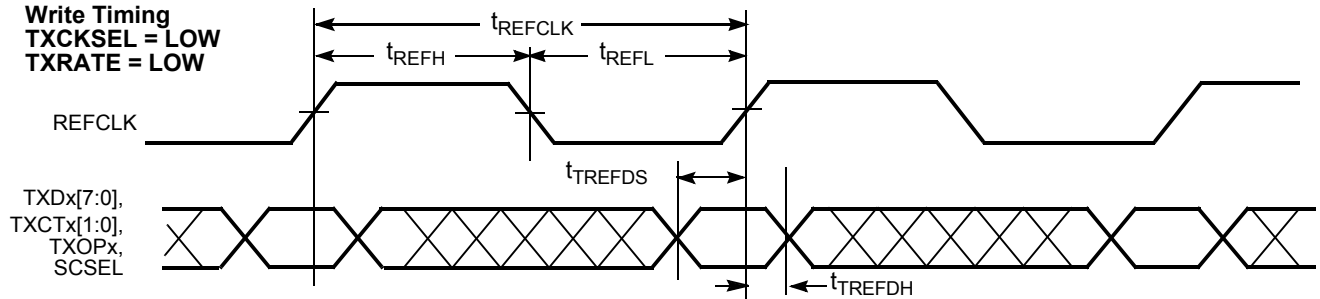 Write Timing
TXCKSEL = LOW
TXRATE = LOW
tREFCLK
tREFH
tREFL
REFCLK
tTREFDS
TXDx[7:0],
TXCTx[1:0],
TXOPx,
SCSEL
tTREFDH